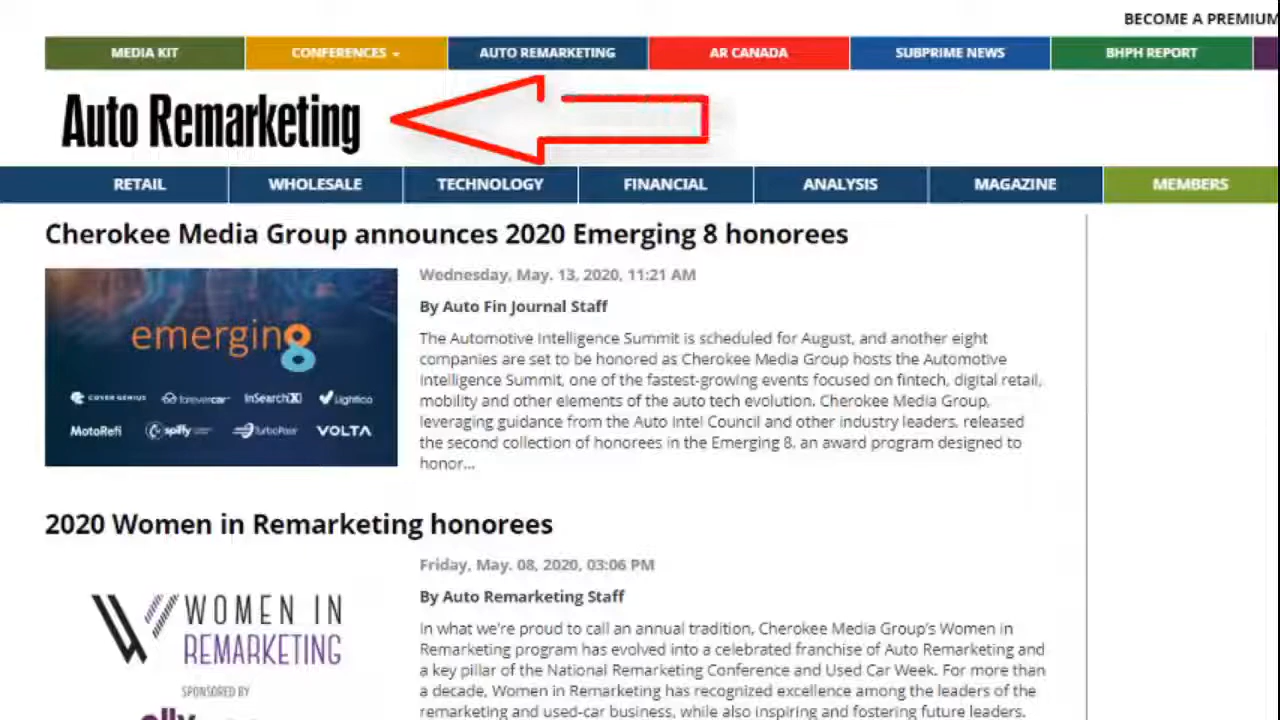 BECOME A PREMIUM
MEDIA KIT
CONFERENCES
AUTO REMARKETING
AR CANADA
SUBPRIME NEWS
BHPH REPORT
Auto Remarketing
RETAIL
WHOLESALE
TECHNOLOGY
FINANCIAL
ANALYSIS
MAGAZINE
MEMBERS
Cherokee Media Group announces 2020 Emerging 8 honorees
emerging8
COVER GENIUS
forevercar
InSearchX
Lightico
MotoRefi
spiffy
TurboPass
VOLTA
Wednesday, May. 13, 2020, 11:21 AM
By Auto Fin Journal Staff
The Automotive Intelligence Summit is scheduled for August, and another eight
companies are set to be honored as Cherokee Media Group hosts the Automotive
Intelligence Summit, one of the fastest-growing events focused on fintech, digital retail,
mobility and other elements of the auto tech evolution. Cherokee Media Group,
leveraging guidance from the Auto Intel Council and other industry leaders, released
the second collection of honorees in the Emerging 8, an award program designed to
honor...
2020 Women in Remarketing honorees
WOMEN IN
REMARKETING
SPONSORED BY
ally
Friday, May. 08, 2020, 03:06 PM
By Auto Remarketing Staff
In what we're proud to call an annual tradition, Cherokee Media Group's Women in
Remarketing program has evolved into a celebrated franchise of Auto Remarketing and
a key pillar of the National Remarketing Conference and Used Car Week. For more than
a decade, Women in Remarketing has recognized excellence among the leaders of the
remarketing and used-car business, while also inspiring and fostering future leaders.